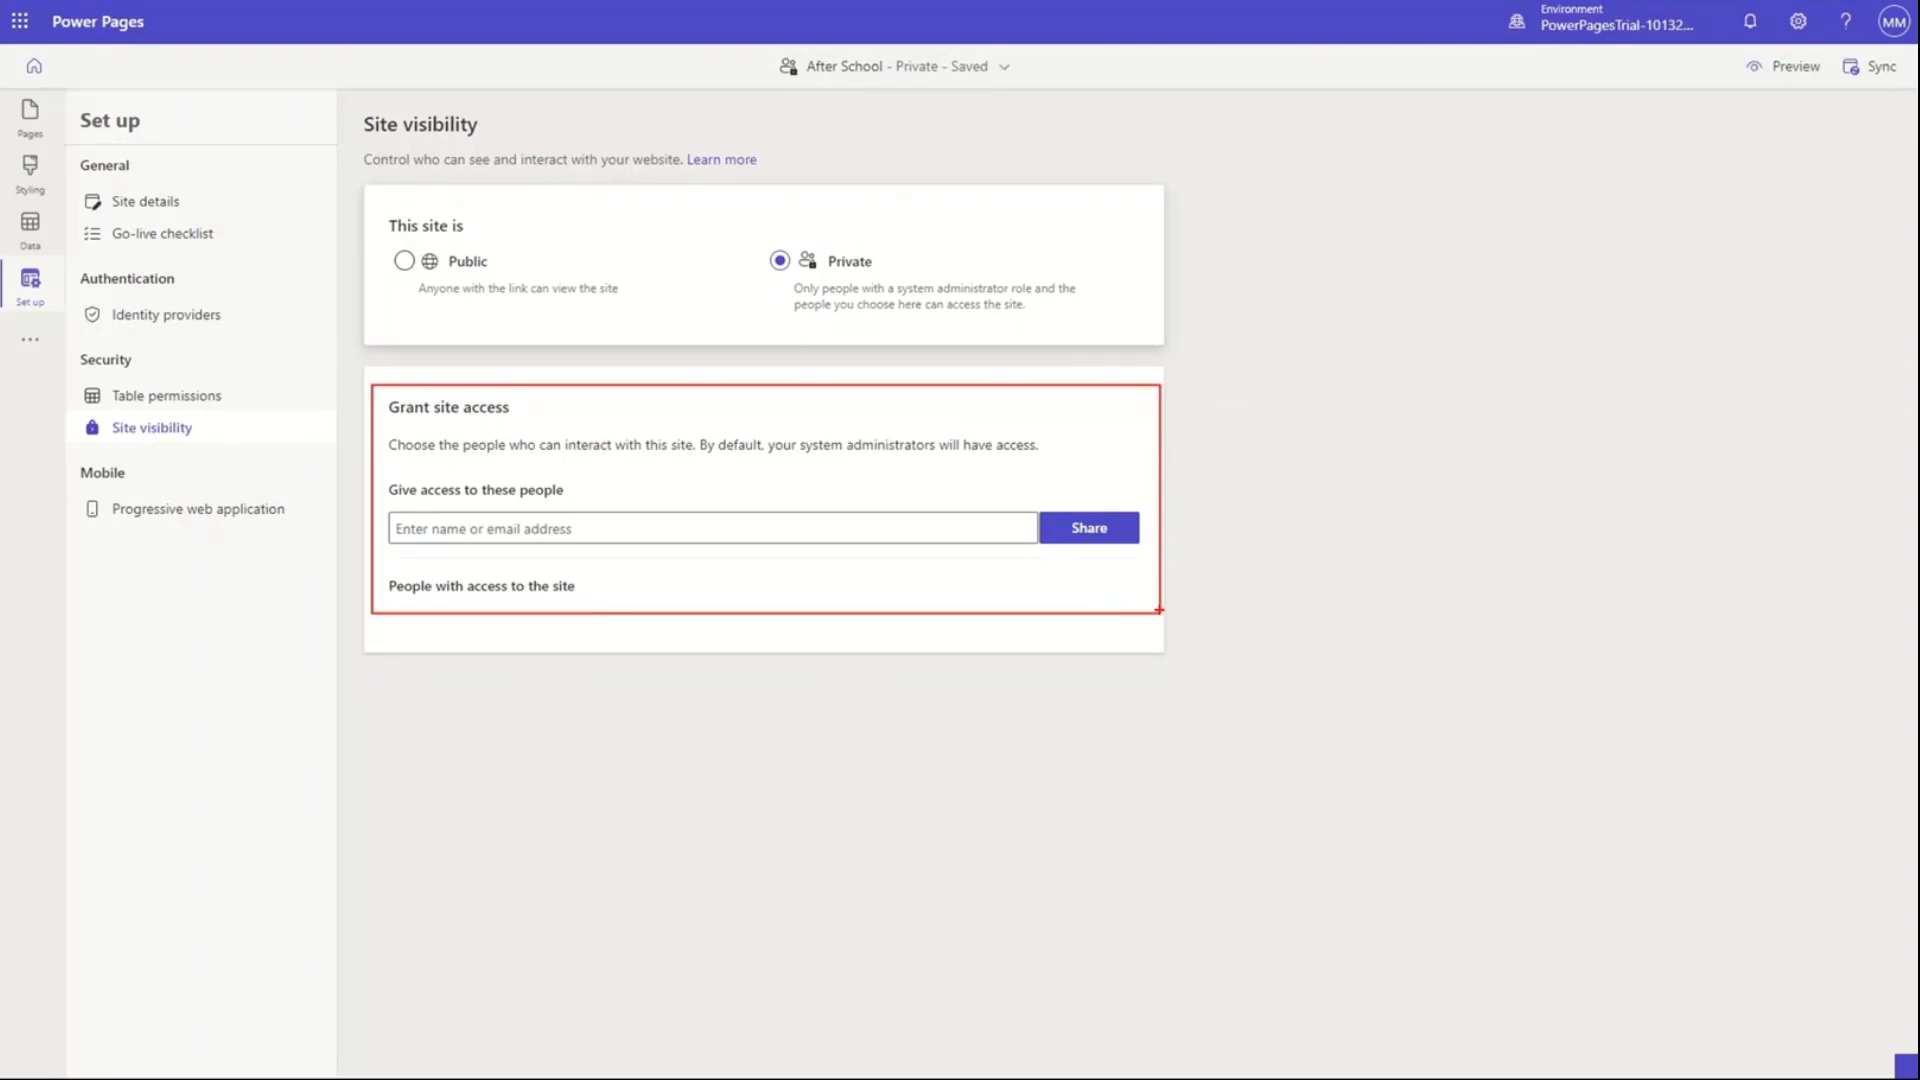 Power Pages
Environment
PowerPagesTrial-10132...
?
MM
After School - Private - Saved
Preview
Sync
Pages
Styling
Data
Set up
Set up
General
Site details
Go-live checklist
Authentication
Identity providers
Security
Table permissions
Site visibility
Mobile
Progressive web application
Site visibility
Control who can see and interact with your website. Learn more
This site is
Public
Anyone with the link can view the site
Private
Only people with a system administrator role and the
people you choose here can access the site.
Grant site access
Choose the people who can interact with this site. By default, your system administrators will have access.
Give access to these people
Enter name or email address
Share
People with access to the site